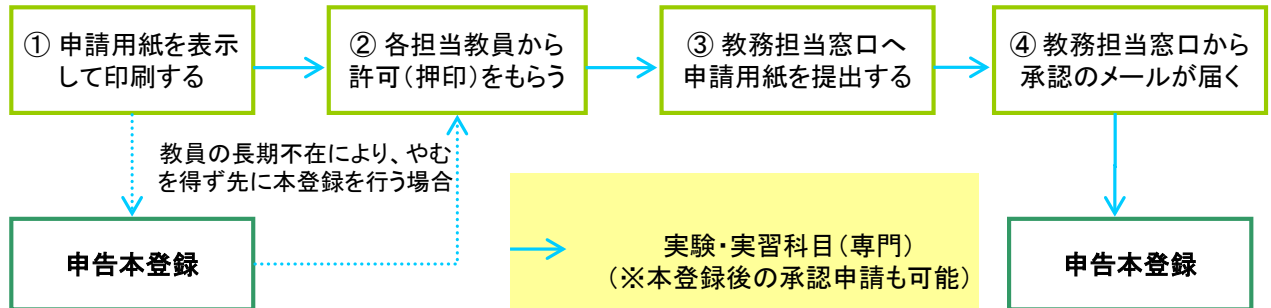 ① 申請用紙を表示
して印刷する
② 各担当教員から
許可(押印)をもらう
③ 教務担当窓口へ
申請用紙を提出する
④ 教務担当窓口から
承認のメールが届く
教員の長期不在により、やむ
を得ず先に本登録を行う場合
申告本登録
実験・実習科目(専門)
(※本登録後の承認申請も可能)
申告本登録